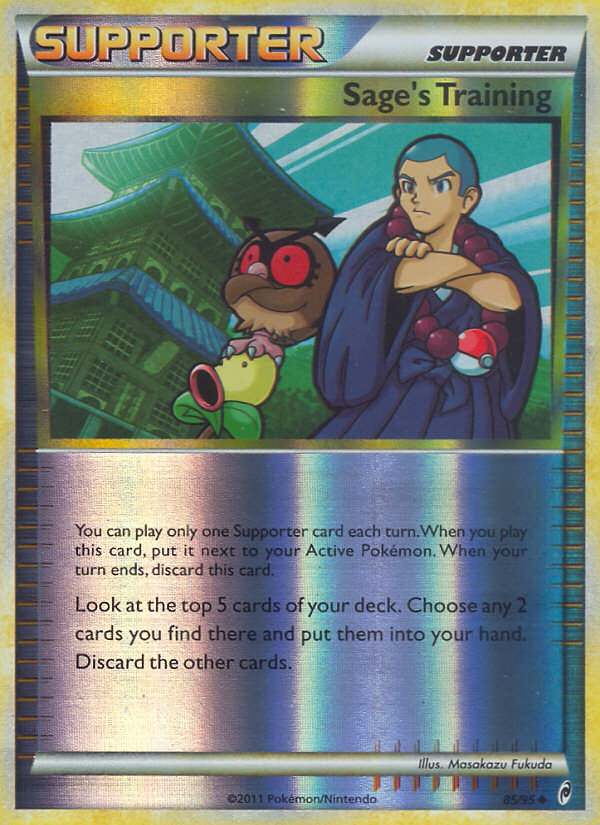 SUPPORTER
SUPPORTER
Sage's Training
You can play only one Supporter card each turn.When you play
this card, put it next to your Active Pokémon. When your
turn ends, discard this card.
Look at the top 5 cards of your deck. Choose any 2
cards you find there and put them into your hand.
Discard the other cards.
Illus. Masakazu Fukuda
©2011 Pokémon/Nintendo
85/95